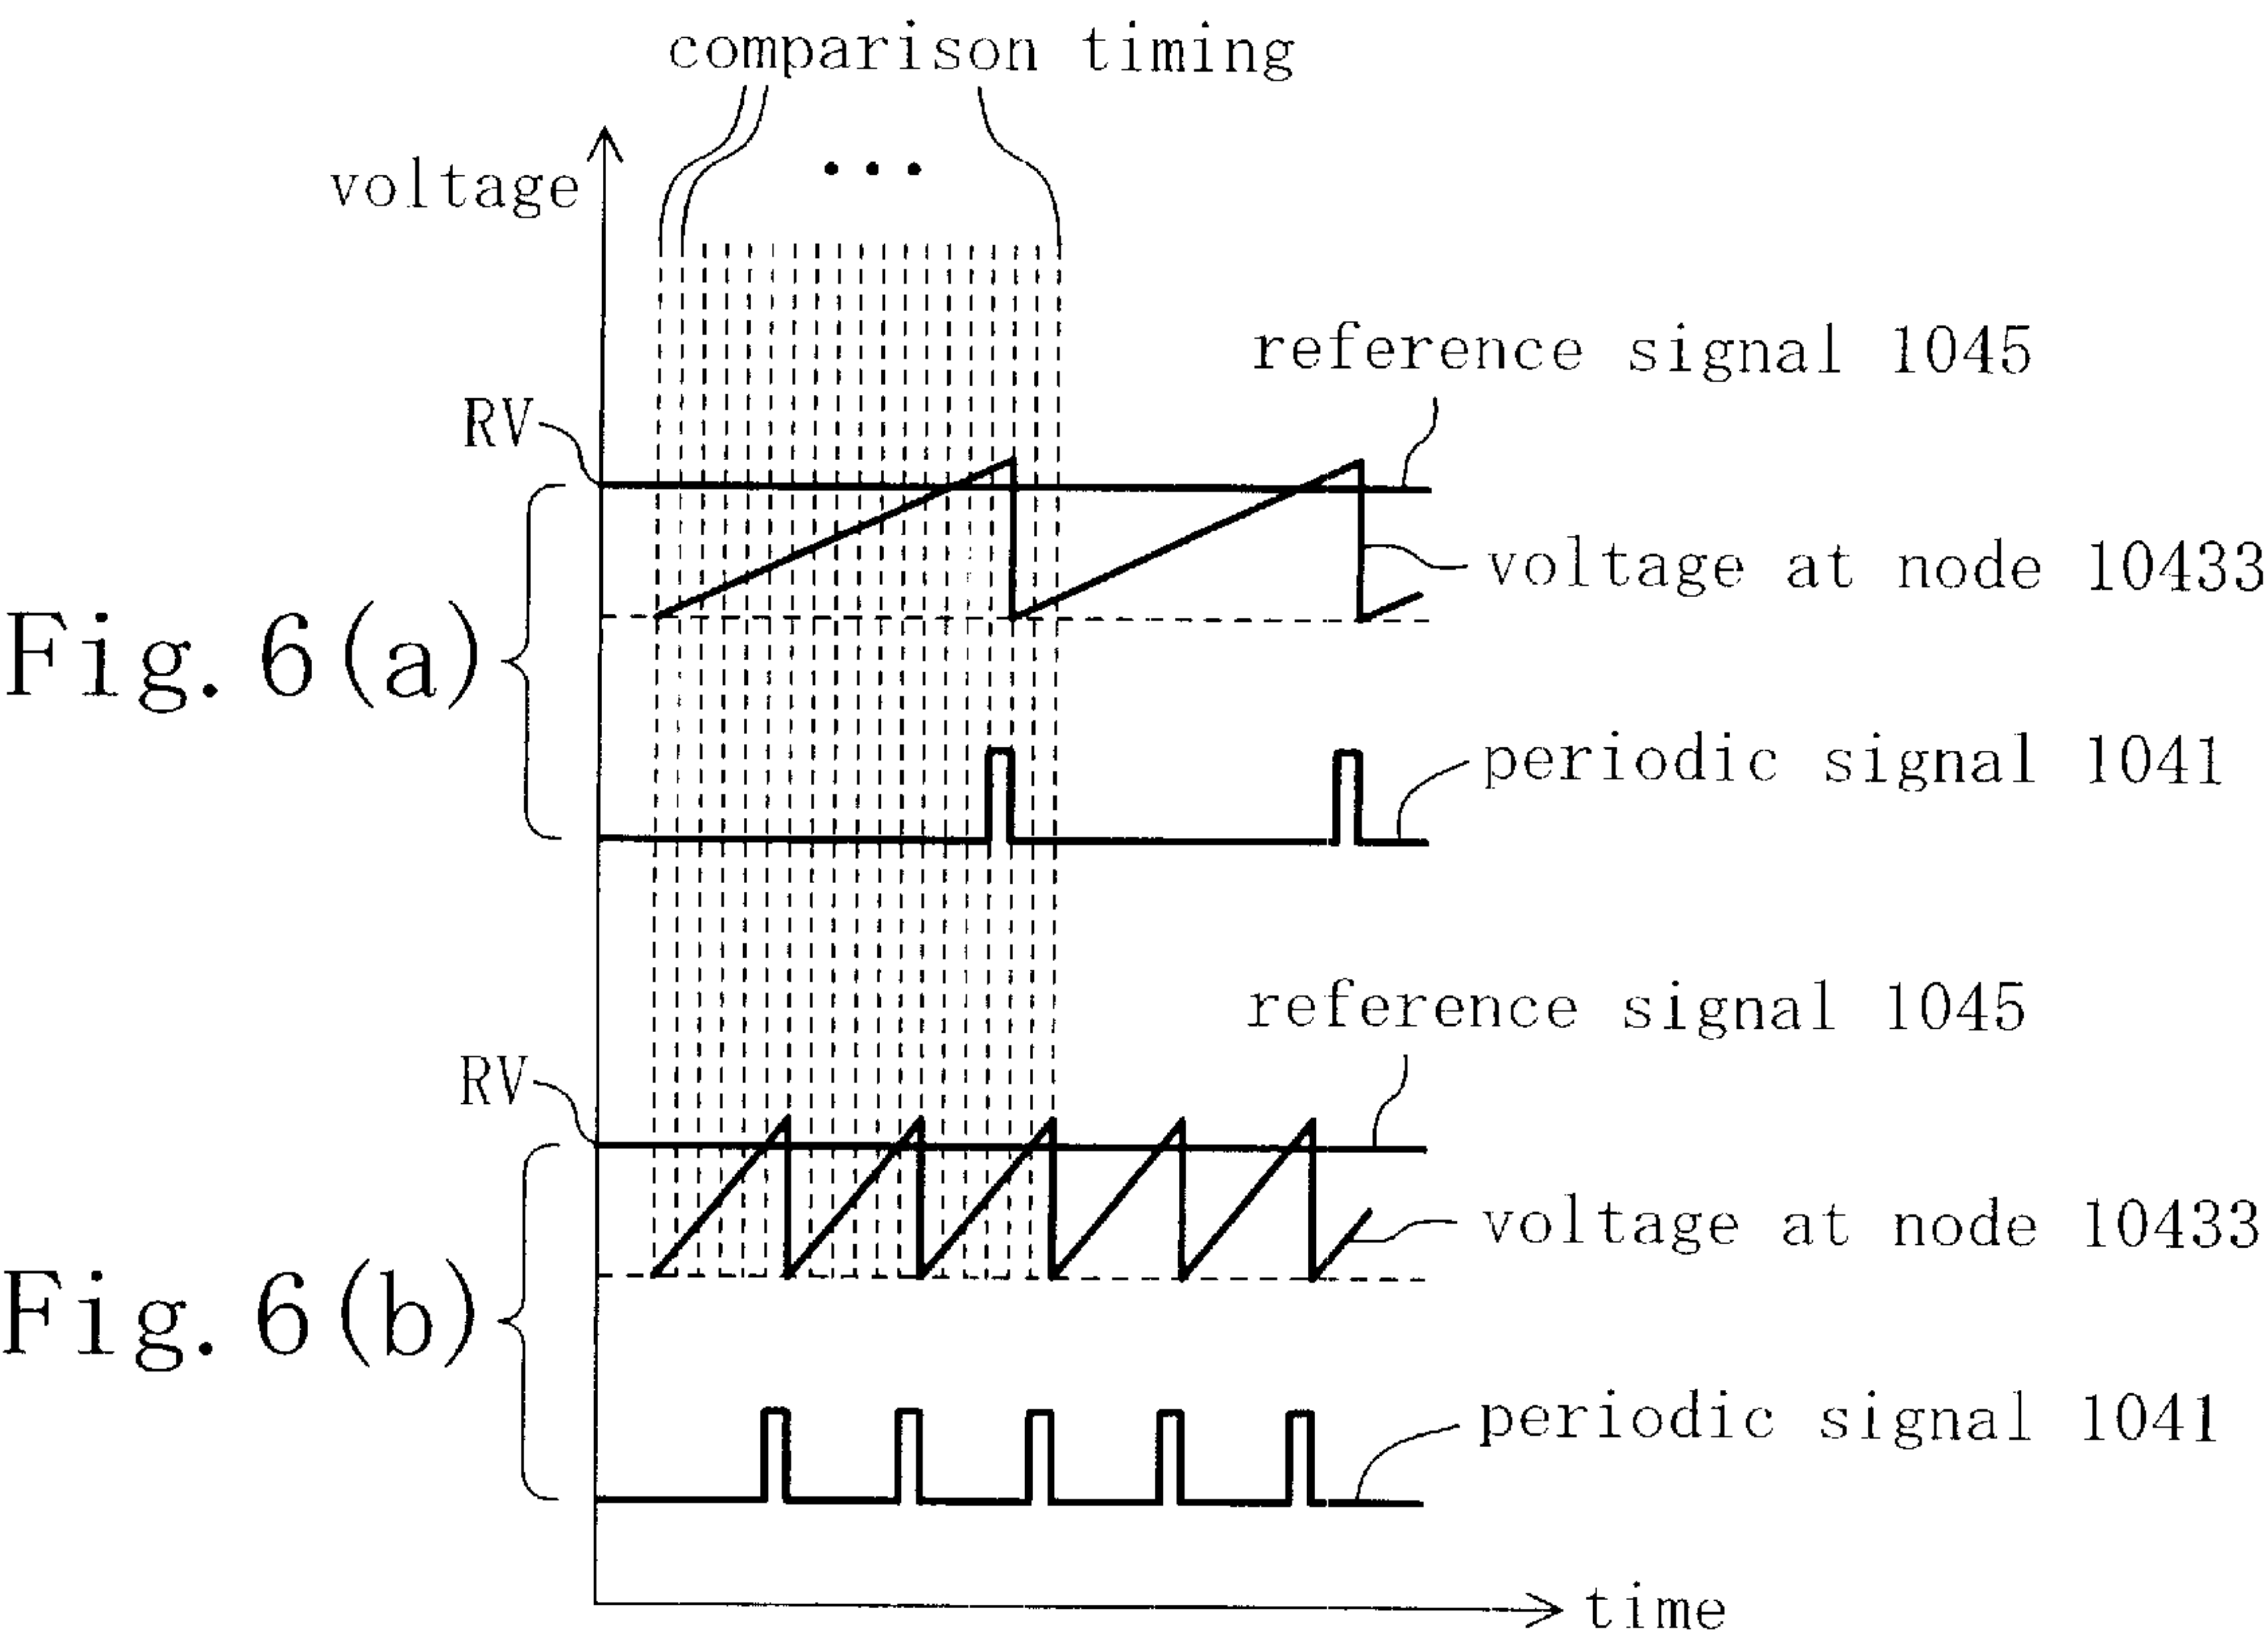 comparison timing
voltage
reference signal 1045
RV
voltage at node 10433
Fig. 6(a)
periodic signal 1041
reference signal 1045
RV
voltage at node 10433
Fig. 6(b)
periodic signal 1041
time